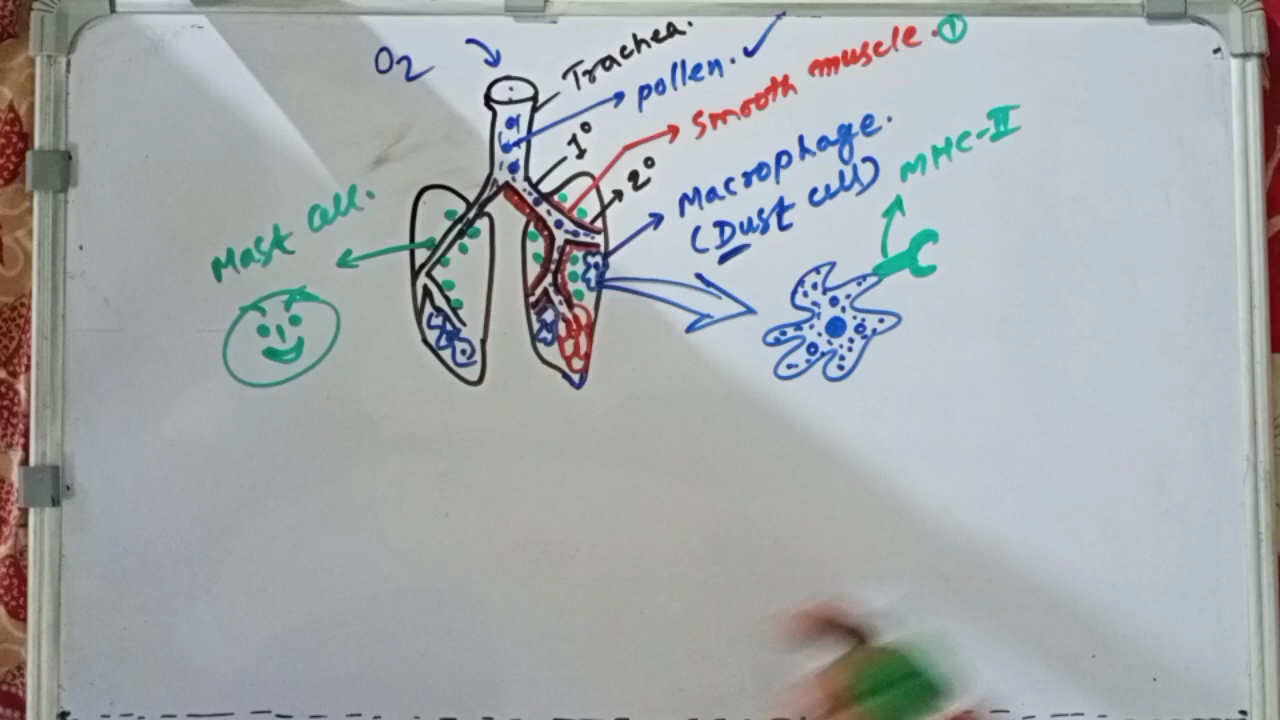 O2
Trachea.
pollen. ✓
smooth muscle. ①
1°
2°
Macrophage.
(Dust cell)
MHC-II
Mast cell.